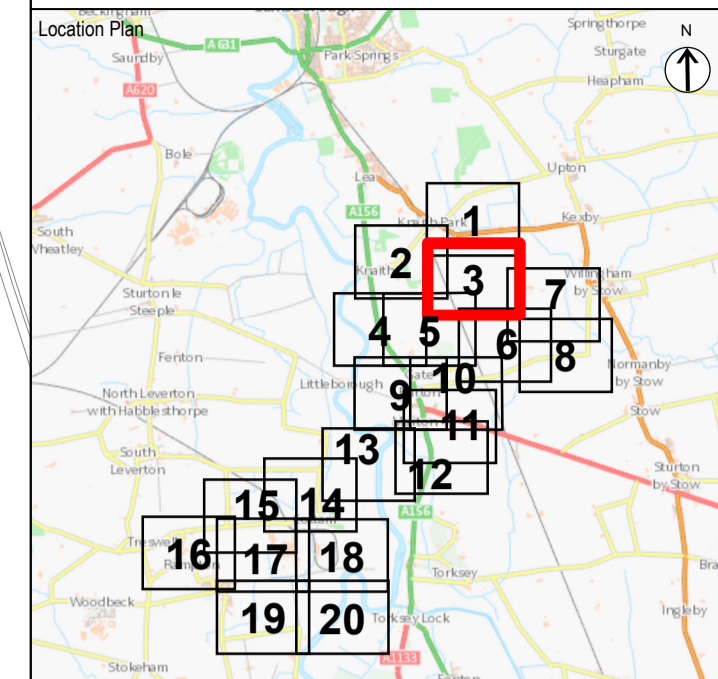 Beckingham
Location Plan
Springthorpe
N
A 631
Saundby
Park Springs
Sturgate
Heapham
A620
Bole
Upton
Lea
A156
Knaith Park
1
Kexby
South
Wheatley
2
Knaith
3
Willingham
by Stow
7
Sturton le
Steeple
4
5
6
8
Fenton
Normanby
by Stow
Littleborough
Gate
10
9
North Leverton
with Habblesthorpe
Stow
11
13
South
Leverton
12
Sturton
by Stow
15
14
A156
Treswell
16
17
18
Torksey
Woodbeck
19
20
Torksey Lock
Ingleby
A1133
Stokeham
Fenton